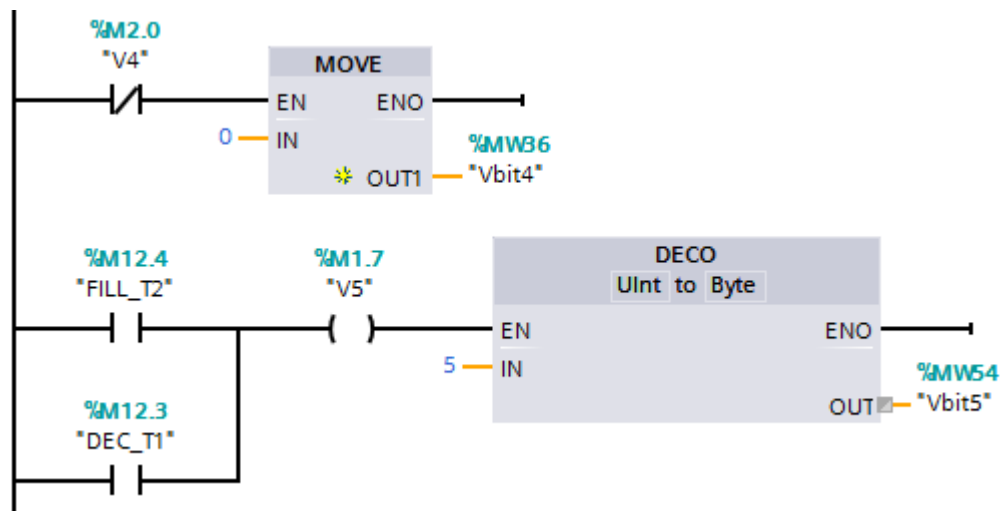 %M2.0
"V4"
MOVE
EN ENO
0 IN
%MW36
OUT1 "Vbit4"
%M12.4 %M1.7 DECO
"FILL_T2" "V5" UInt to Byte
EN ENO
5 IN
%MW54
OUT "Vbit5"
%M12.3
"DEC_T1"